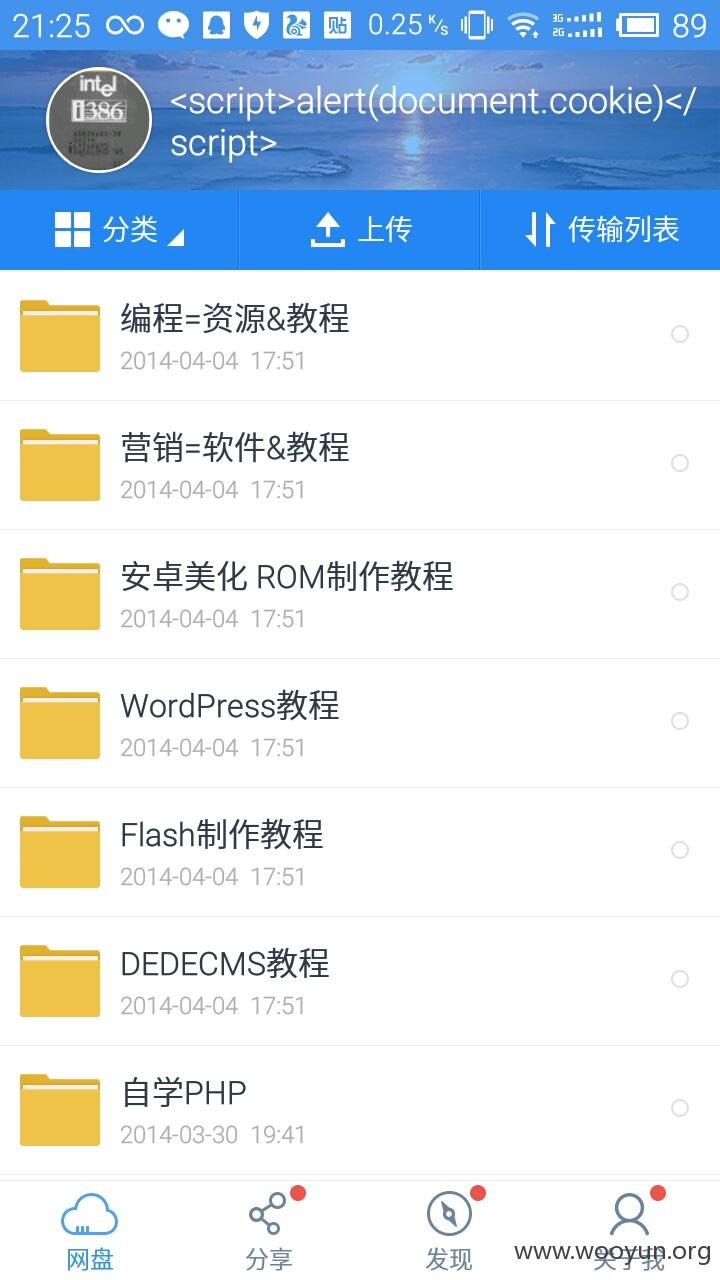 21:25
贴
0.25 K/s
3G
2G
89
intel
i386
<script>alert(document.cookie)</
script>
分类
上传
传输列表
编程=资源&教程
2014-04-04 17:51
营销=软件&教程
2014-04-04 17:51
安卓美化 ROM制作教程
2014-04-04 17:51
WordPress教程
2014-04-04 17:51
Flash制作教程
2014-04-04 17:51
DEDECMS教程
2014-04-04 17:51
自学PHP
2014-03-30 19:41
网盘
分享
发现
关于我
www.wooyun.org